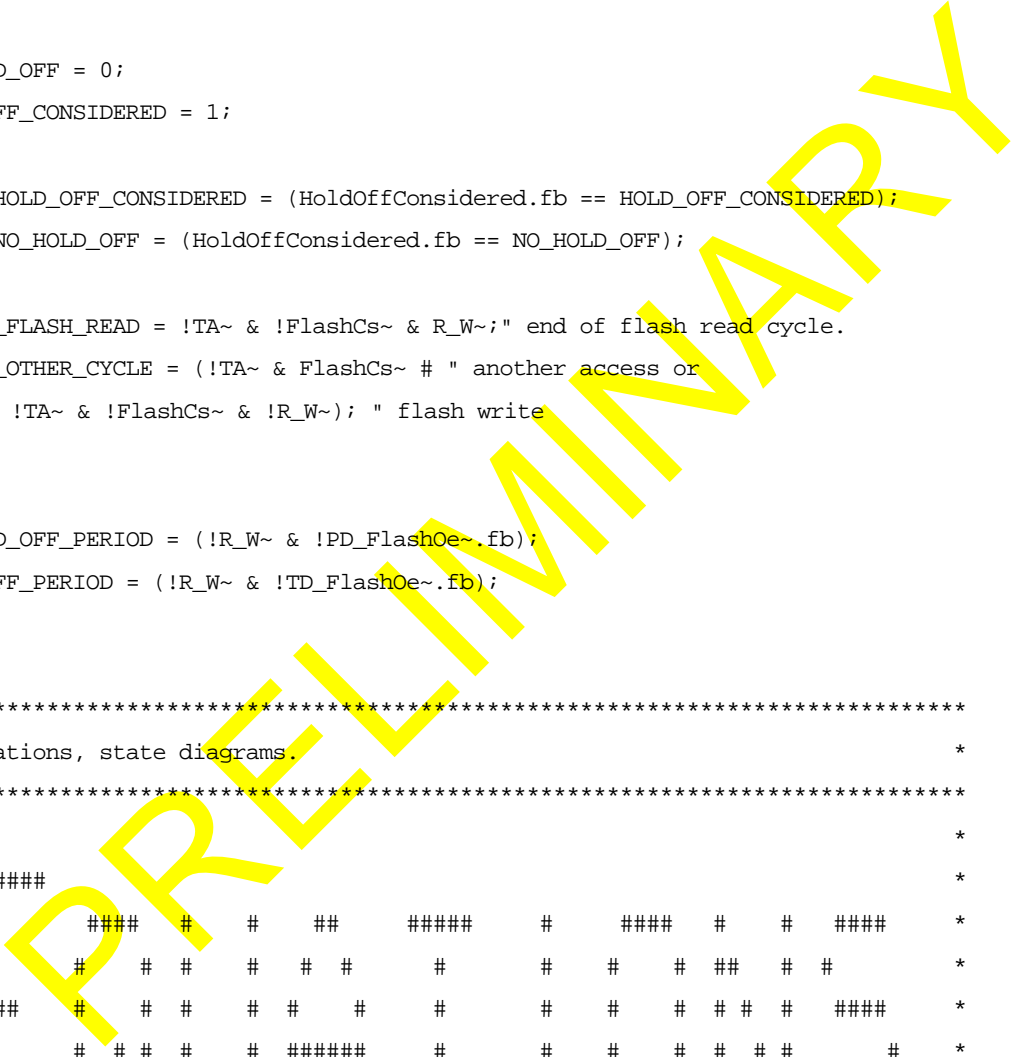 D_OFF = 0;
FF_CONSIDERED = 1;
HOLD_OFF_CONSIDERED = (HoldOffConsidered.fb == HOLD_OFF_CONSIDERED);
NO_HOLD_OFF = (HoldOffConsidered.fb == NO_HOLD_OFF);
_FLASH_READ = !TA~ & !FlashCs~ & R_W~;" end of flash read cycle.
_OTHER_CYCLE = (!TA~ & FlashCs~ # " another access or
!TA~ & !FlashCs~ & !R_W~); " flash write
D_OFF_PERIOD = (!R_W~ & !PD_FlashOe~.fb);
FF_PERIOD = (!R_W~ & !TD_FlashOe~.fb);
***************************************************************************
ations, state diagrams. *
***************************************************************************
*
#### *
#### # # ## ##### # #### # # #### *
# # # # # # # # # # ## # # *
## # # # # # # # # # # # # # #### *
# # # # # ###### # # # # # # # # *
PRELIMINARY